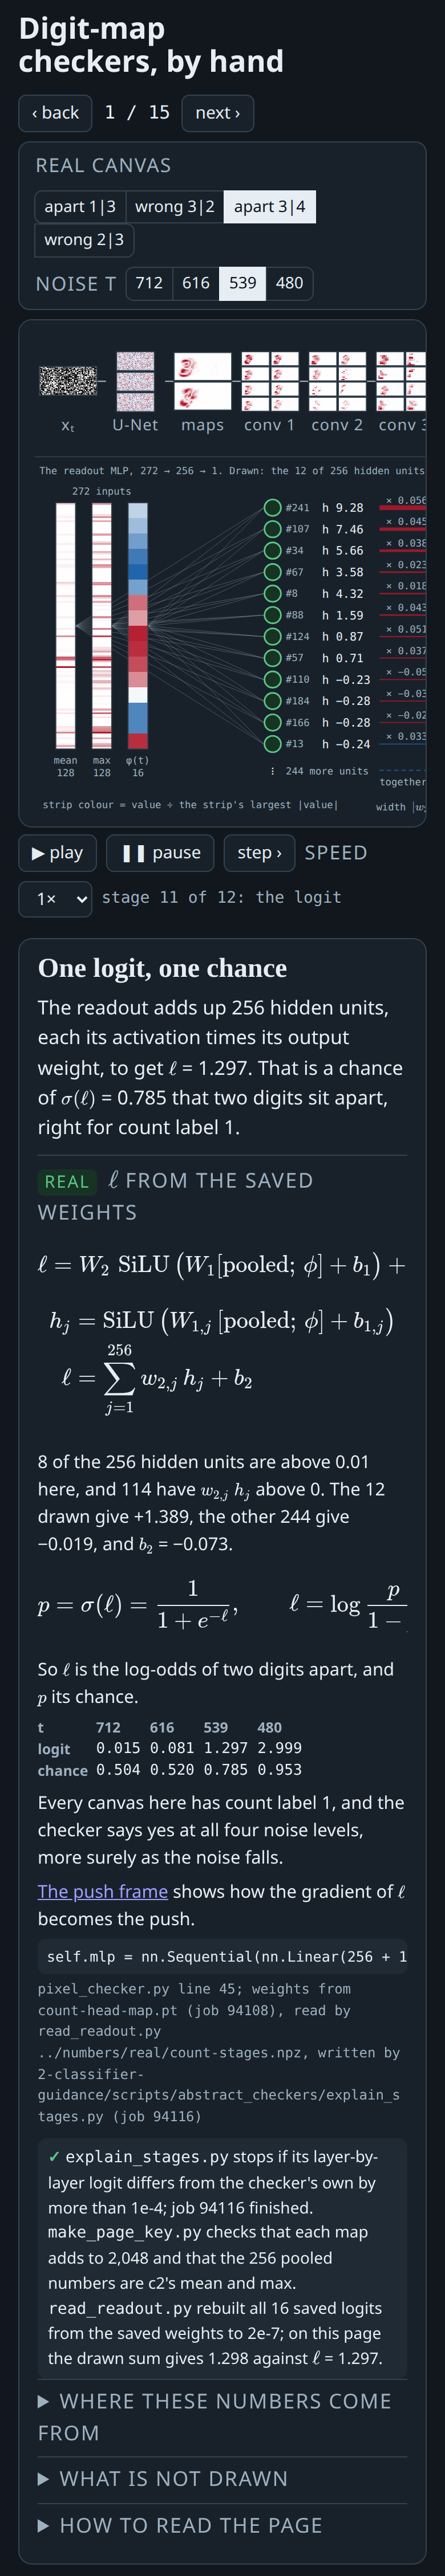 Digit-map
checkers, by hand
‹ back 1 / 15 next ›
REAL CANVAS
apart 1|3 wrong 3|2 apart 3|4
wrong 2|3
NOISE T 712 616 539 480
xₜ U-Net maps conv 1 conv 2 conv 3
The readout MLP, 272 → 256 → 1. Drawn: the 12 of 256 hidden units
272 inputs
#241 h 9.28 × 0.056
#107 h 7.46 × 0.045
#34 h 5.66 × 0.038
#67 h 3.58 × 0.023
#8 h 4.32 × 0.018
#88 h 1.59 × 0.043
#124 h 0.87 × 0.051
#57 h 0.71 × 0.037
#110 h −0.23 × −0.05
#184 h −0.28 × −0.03
#166 h −0.28 × −0.02
#13 h −0.24 × 0.033
mean max φ(t)
128 128 16
⋮ 244 more units
together
strip colour = value ÷ the strip's largest |value|
width |w
▶ play ❚❚ pause step › SPEED
1× stage 11 of 12: the logit
One logit, one chance
The readout adds up 256 hidden units,
each its activation times its output
weight, to get ℓ = 1.297. That is a chance
of σ(ℓ) = 0.785 that two digits sit apart,
right for count label 1.
REAL ℓ FROM THE SAVED
WEIGHTS
ℓ = W₂ SiLU (W₁[pooled; ϕ] + b₁) +
hⱼ = SiLU (W₁,ⱼ [pooled; ϕ] + b₁,ⱼ)
ℓ = ∑_{j=1}^{256} w₂,ⱼ hⱼ + b₂
8 of the 256 hidden units are above 0.01
here, and 114 have w₂,ⱼ hⱼ above 0. The 12
drawn give +1.389, the other 244 give
−0.019, and b₂ = −0.073.
p = σ(ℓ) = 1 / (1 + e^{−ℓ}), ℓ = log p / (1 −
So ℓ is the log-odds of two digits apart, and
p its chance.
t 712 616 539 480
logit 0.015 0.081 1.297 2.999
chance 0.504 0.520 0.785 0.953
Every canvas here has count label 1, and the
checker says yes at all four noise levels,
more surely as the noise falls.
The push frame shows how the gradient of ℓ
becomes the push.
self.mlp = nn.Sequential(nn.Linear(256 + 1
pixel_checker.py line 45; weights from
count-head-map.pt (job 94108), read by
read_readout.py
../numbers/real/count-stages.npz, written by
2-classifier-
guidance/scripts/abstract_checkers/explain_s
tages.py (job 94116)
✓ explain_stages.py stops if its layer-by-
layer logit differs from the checker's own by
more than 1e-4; job 94116 finished.
make_page_key.py checks that each map
adds to 2,048 and that the 256 pooled
numbers are c2's mean and max.
read_readout.py rebuilt all 16 saved logits
from the saved weights to 2e-7; on this page
the drawn sum gives 1.298 against ℓ = 1.297.
▶ WHERE THESE NUMBERS COME
FROM
▶ WHAT IS NOT DRAWN
▶ HOW TO READ THE PAGE